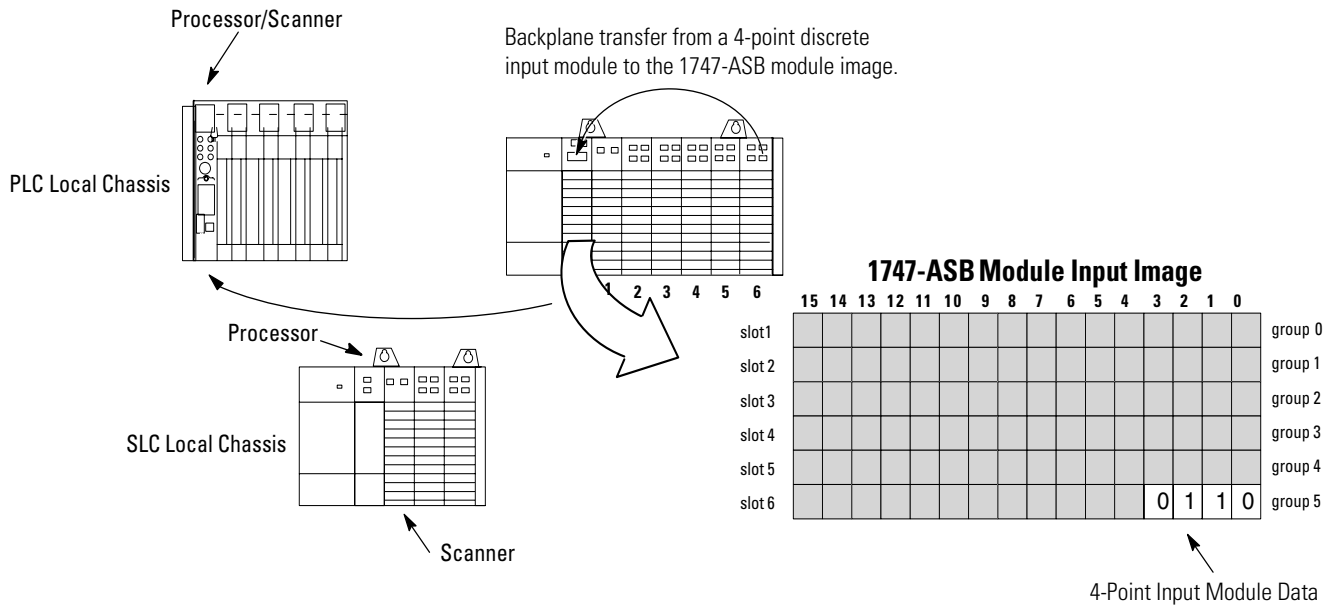 Processor/Scanner
Backplane transfer from a 4-point discrete
input module to the 1747-ASB module image.
PLC Local Chassis
1 2 3 4 5 6
1747-ASB Module Input Image
15 14 13 12 11 10 9 8 7 6 5 4 3 2 1 0
slot1 group 0
slot 2 group 1
slot 3 group 2
slot 4 group 3
slot 5 group 4
slot 6 0 1 1 0 group 5
Processor
SLC Local Chassis
Scanner
4-Point Input Module Data